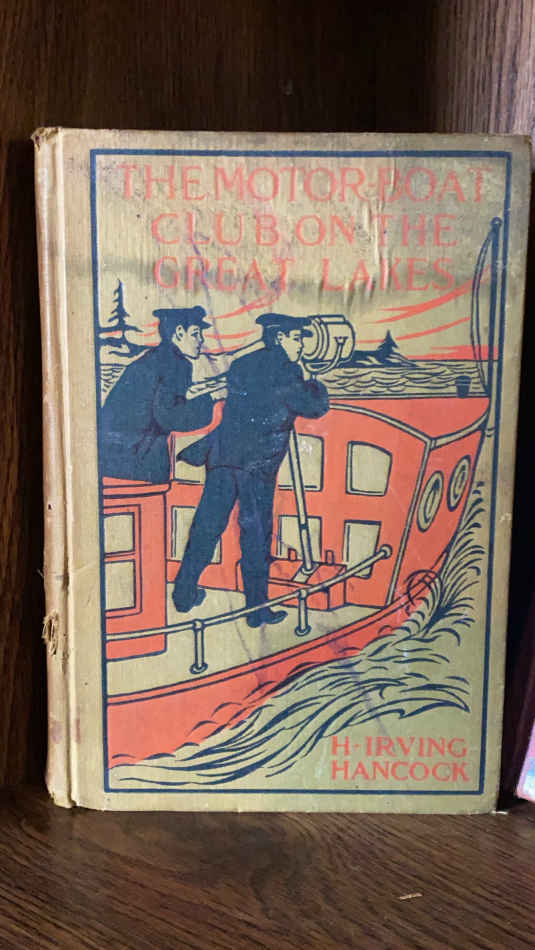 THE MOTOR-BOAT
CLUB ON THE
GREAT LAKES
H-IRVING
HANCOCK